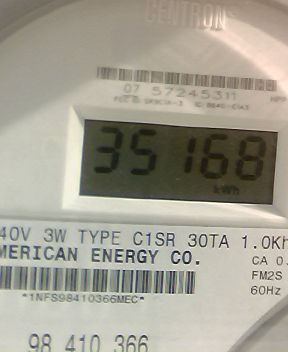 CENTRON
07 57245311
35168
kWh
40V 3W TYPE C1SR 30TA 1.0Kh
MERICAN ENERGY CO.
CA 0.
FM2S
*1NFS98410366MEC*
60Hz
98 410 366